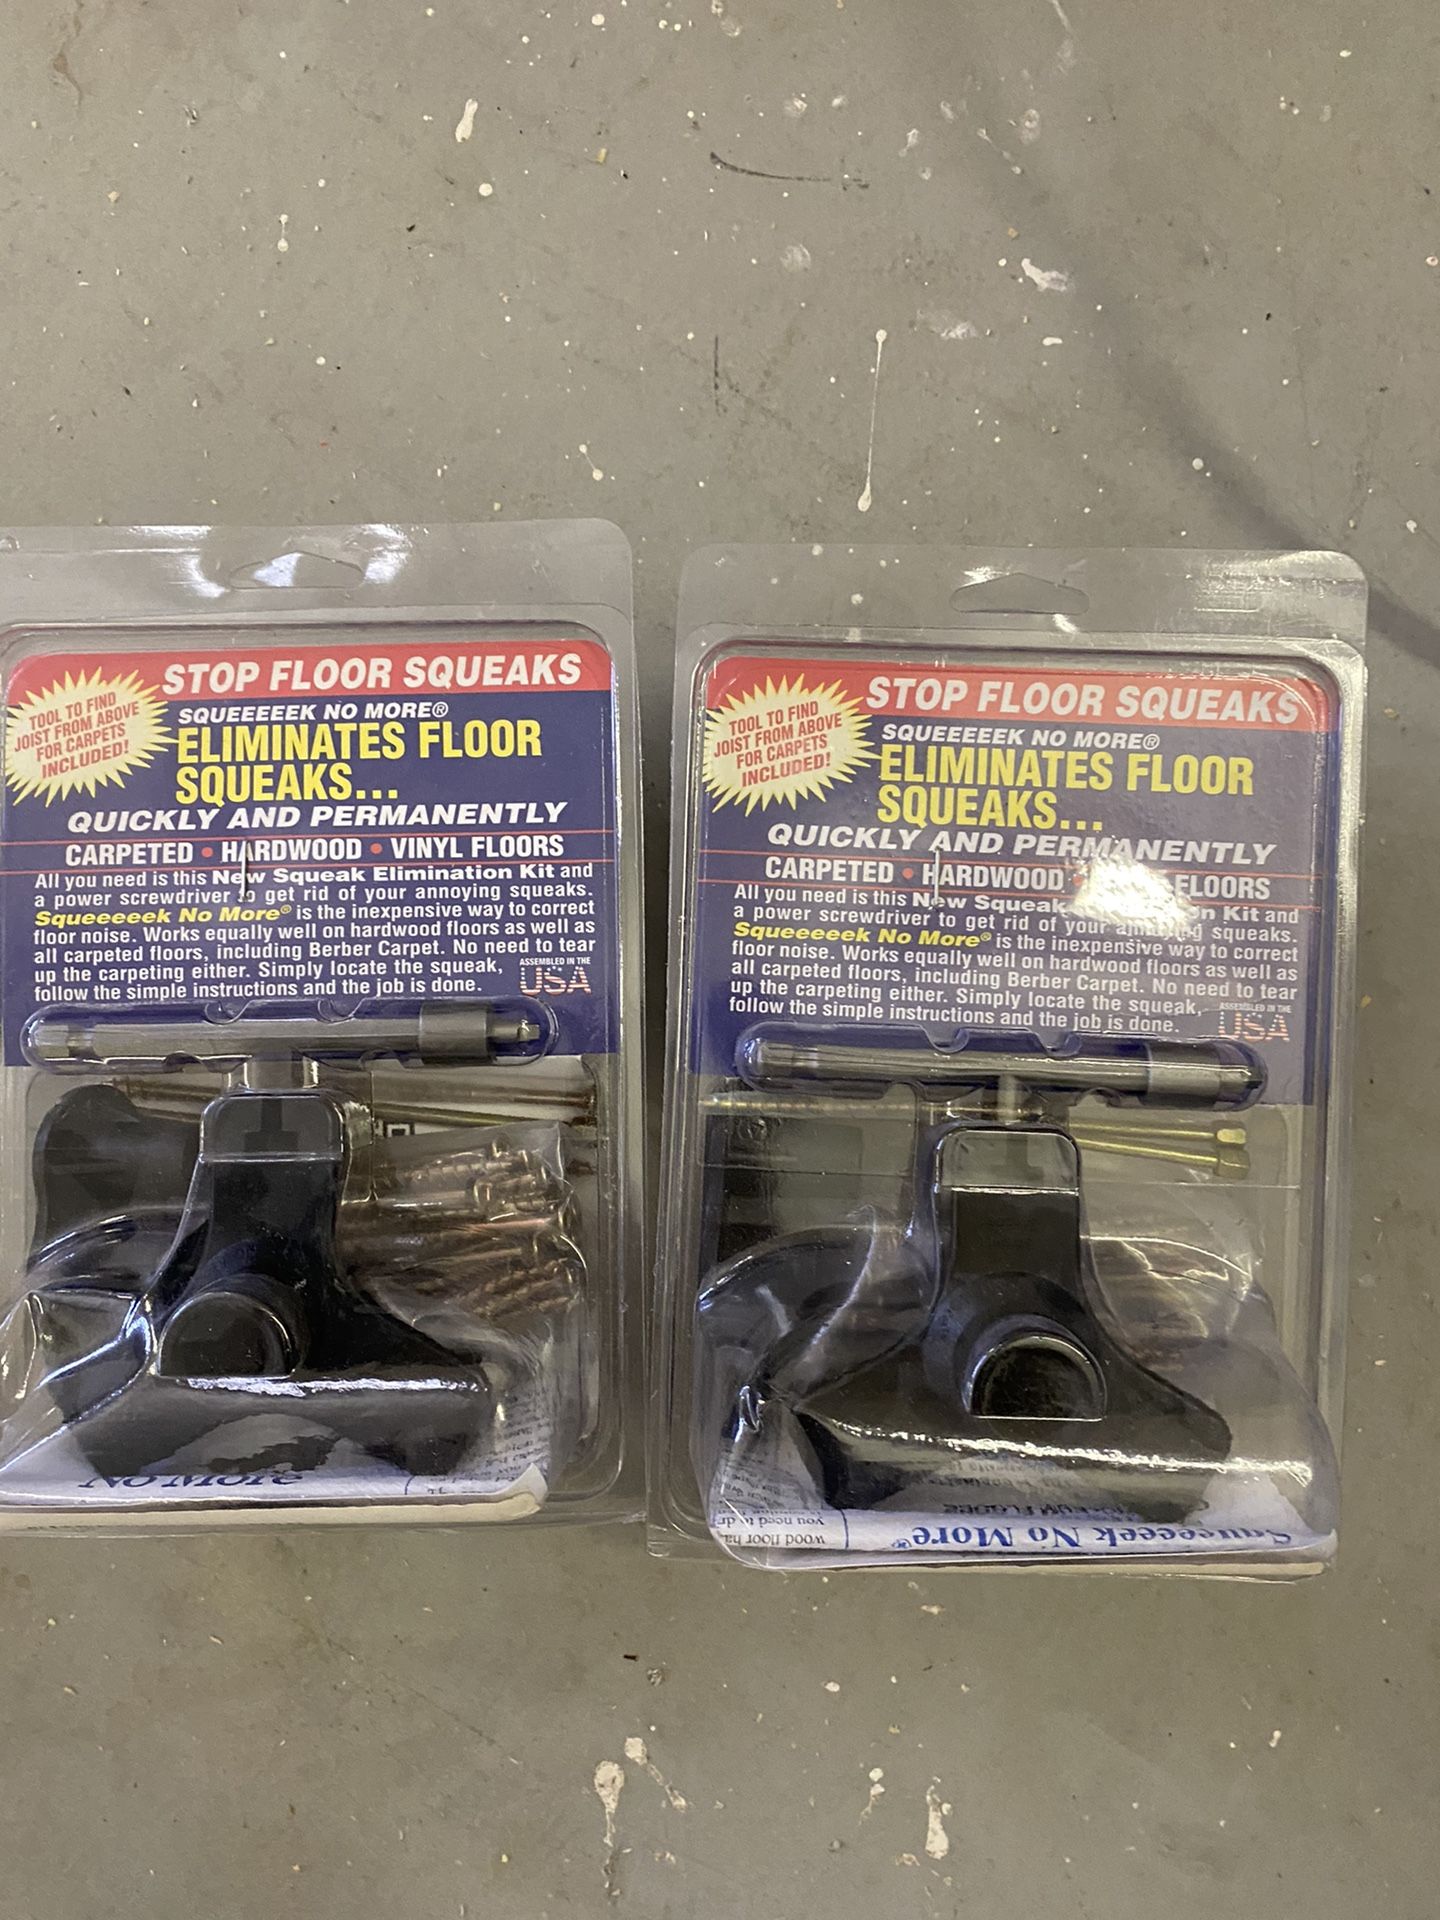 STOP FLOOR SQUEAKS
TOOL TO FIND
JOIST FROM ABOVE
FOR CARPETS
INCLUDED!
SQUEEEEEK NO MORE®
ELIMINATES FLOOR
SQUEAKS...
QUICKLY AND PERMANENTLY
CARPETED • HARDWOOD • VINYL FLOORS
All you need is this New Squeak Elimination Kit and
a power screwdriver to get rid of your annoying squeaks.
Squeeeeek No More® is the inexpensive way to correct
floor noise. Works equally well on hardwood floors as well as
all carpeted floors, including Berber Carpet. No need to tear
up the carpeting either. Simply locate the squeak,
follow the simple instructions and the job is done.
ASSEMBLED IN THE
USA
STOP FLOOR SQUEAKS
TOOL TO FIND
JOIST FROM ABOVE
FOR CARPETS
INCLUDED!
SQUEEEEEK NO MORE®
ELIMINATES FLOOR
SQUEAKS...
QUICKLY AND PERMANENTLY
CARPETED • HARDWOOD FLOORS
All you need is this New Squeak Kit and
a power screwdriver to get rid of your annoying squeaks.
Squeeeeek No More® is the inexpensive way to correct
floor noise. Works equally well on hardwood floors as well as
all carpeted floors, including Berber Carpet. No need to tear
up the carpeting either. Simply locate the squeak,
follow the simple instructions and the job is done.
ASSEMBLED IN THE
USA
Squeeeeek No More®
wood floor ha
you need to dr